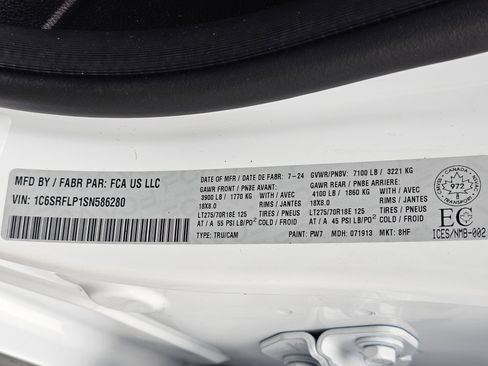 MFD BY / FABR PAR: FCA US LLC
VIN: 1C6SRFLP1SN586280
DATE OF MFR / DATE DE FABR: 7-24 GVWR/PNBV: 7100 LB / 3221 KG
GAWR FRONT / PNBE AVANT: GAWR REAR / PNBE ARRIERE:
3900 LB / 1770 KG WITH / AVEC 4100 LB / 1860 KG WITH / AVEC
18X8.0 RIMS / JANTES 18X8.0 RIMS / JANTES
LT275/70R18E 125 TIRES / PNEUS LT275/70R18E 125 TIRES / PNEUS
AT / A 55 PSI LB/PO² COLD / FROID AT / A 45 PSI LB/PO² COLD / FROID
TYPE: TRU/CAM PAINT: PW7 MDH: 071913 MKT: 8HF
CANADA
972
TRANSPORT
EC
ICES/NMB-002